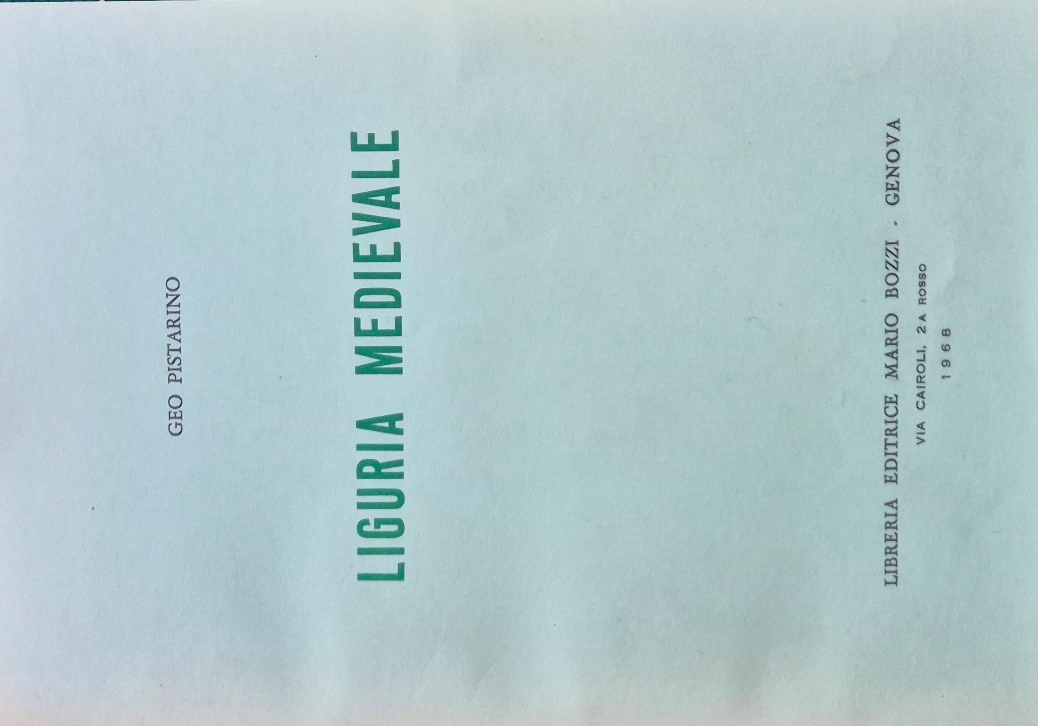 GEO PISTARINO
LIGURIA MEDIEVALE
LIBRERIA EDITRICE MARIO BOZZI - GENOVA
VIA CAIROLI, 2A ROSSO
1968